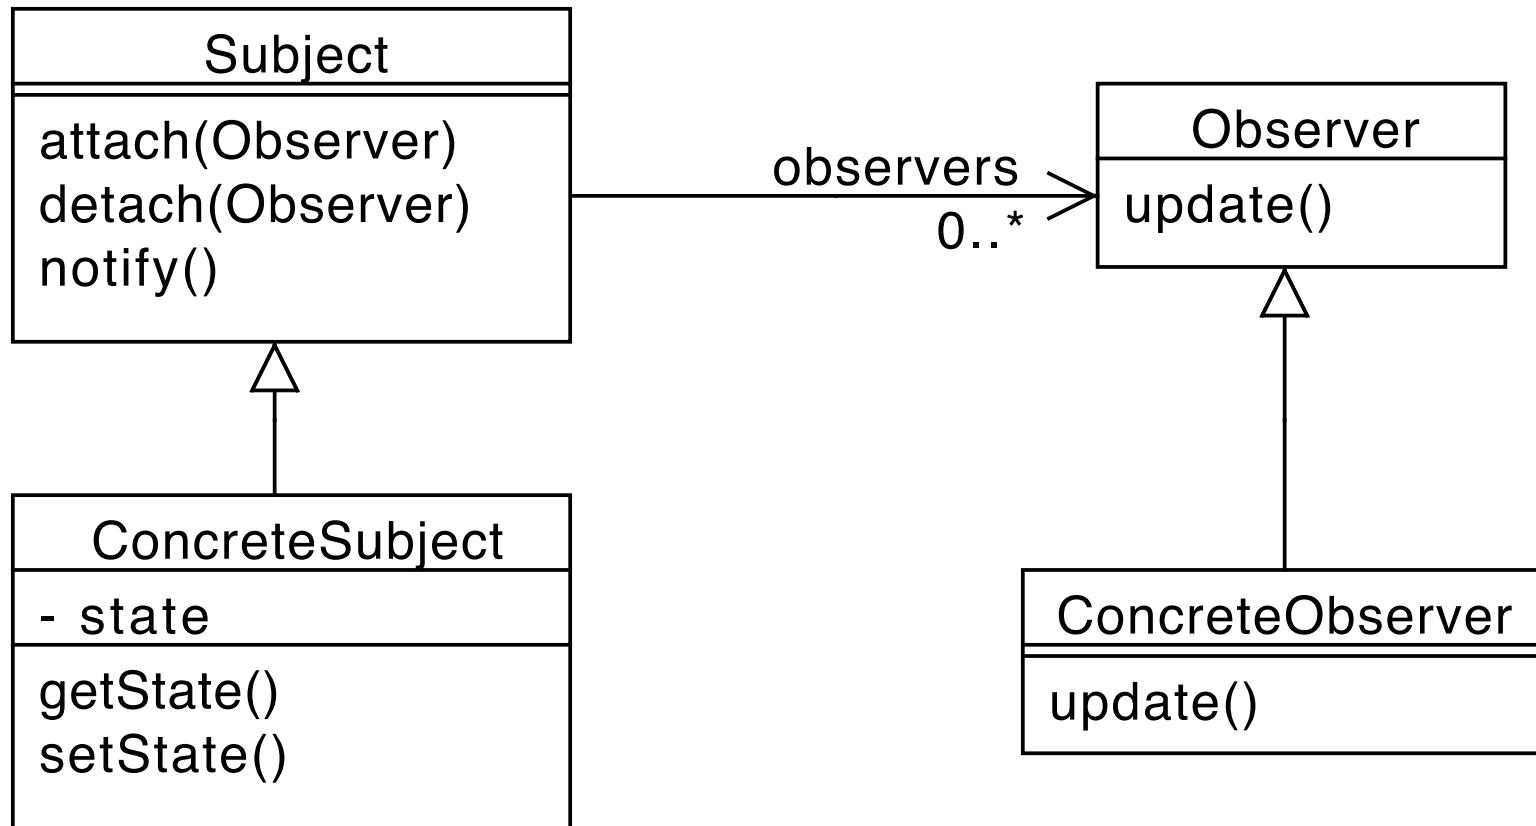 Subject
attach(Observer)
detach(Observer)
notify()
observers
0..*
Observer
update()
ConcreteSubject
- state
getState()
setState()
ConcreteObserver
update()